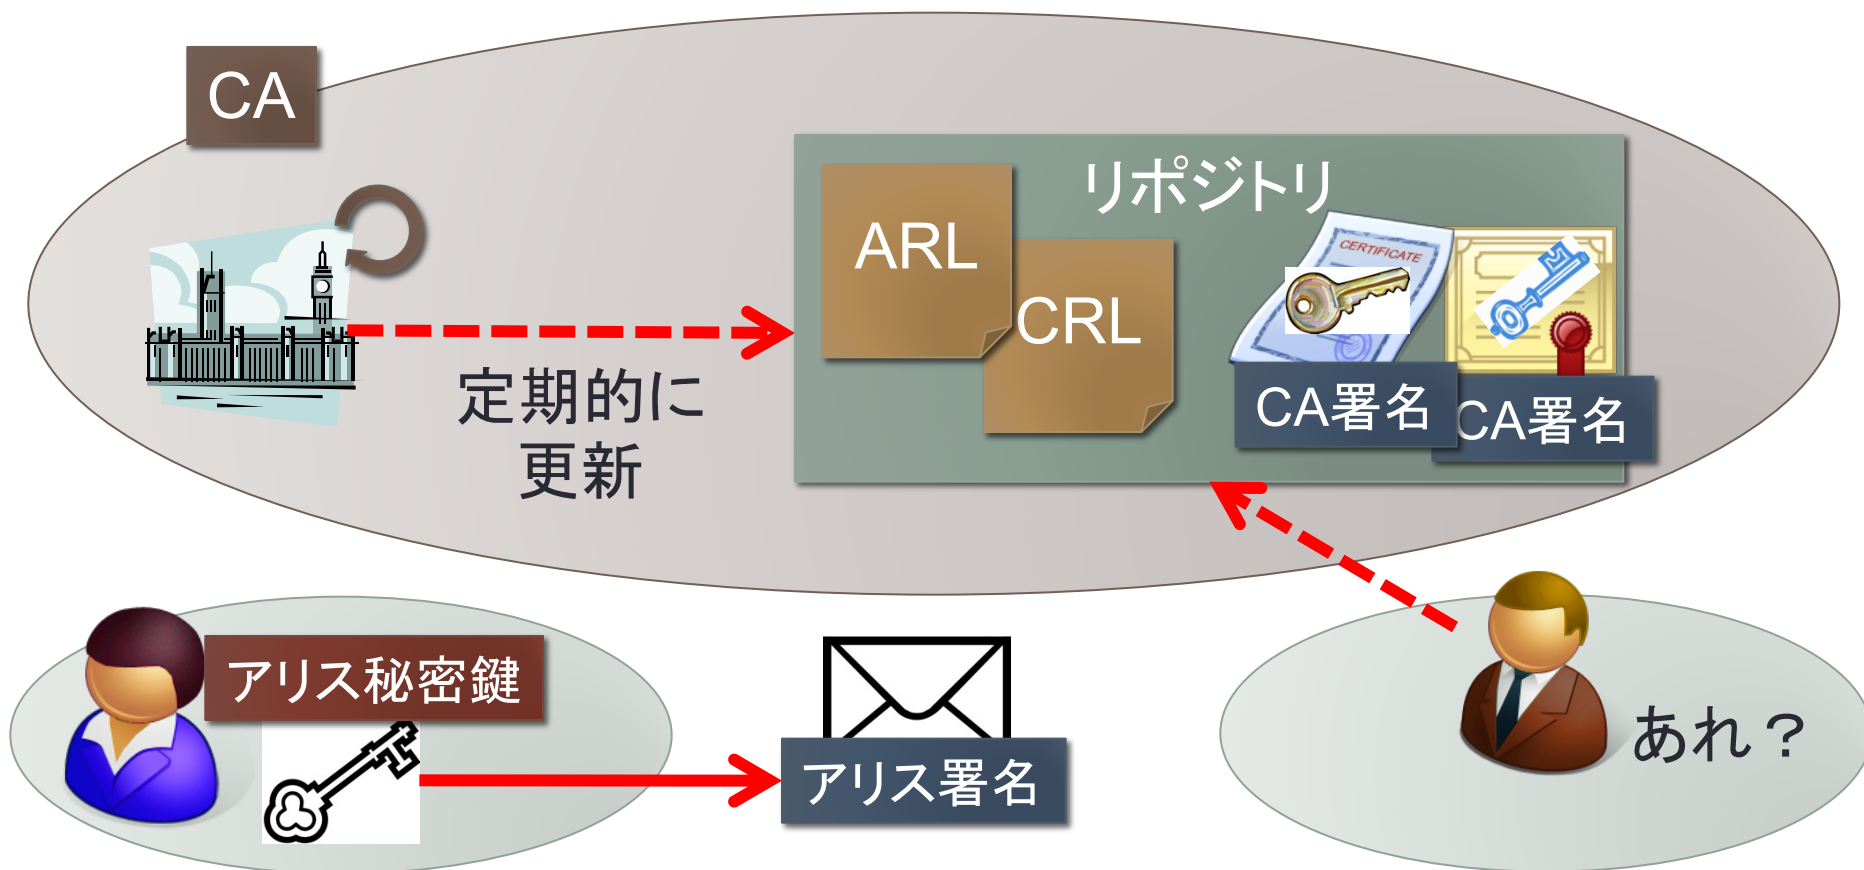 CA
リポジトリ
ARL
CERTIFICATE
CRL
定期的に
更新
CA署名
CA署名
アリス秘密鍵
アリス署名
あれ？